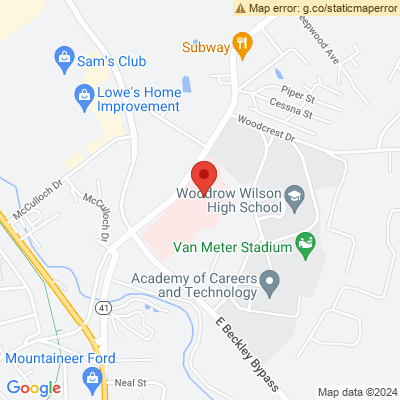 Map error: g.co/staticmaperror
Subway
eepwood Ave
Sam's Club
Piper St
Cessna St
Lowe's Home
Improvement
Woodcrest Dr
McCulloch Dr
McCulloch Dr
Woodrow Wilson
High School
Van Meter Stadium
Academy of Careers
and Technology
41
E Beckley Bypass
Mountaineer Ford
Neal St
Google
Map data ©2024